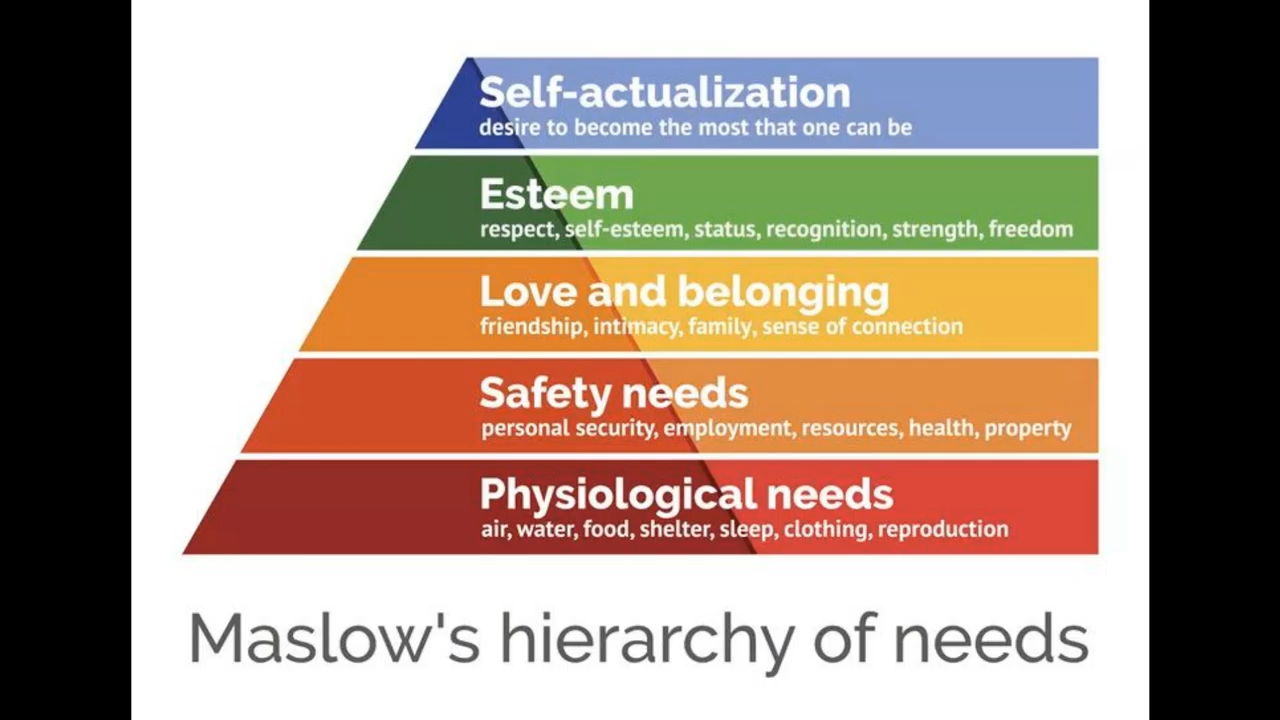 Self-actualization
desire to become the most that one can be
Esteem
respect, self-esteem, status, recognition, strength, freedom
Love and belonging
friendship, intimacy, family, sense of connection
Safety needs
personal security, employment, resources, health, property
Physiological needs
air, water, food, shelter, sleep, clothing, reproduction
Maslow's hierarchy of needs